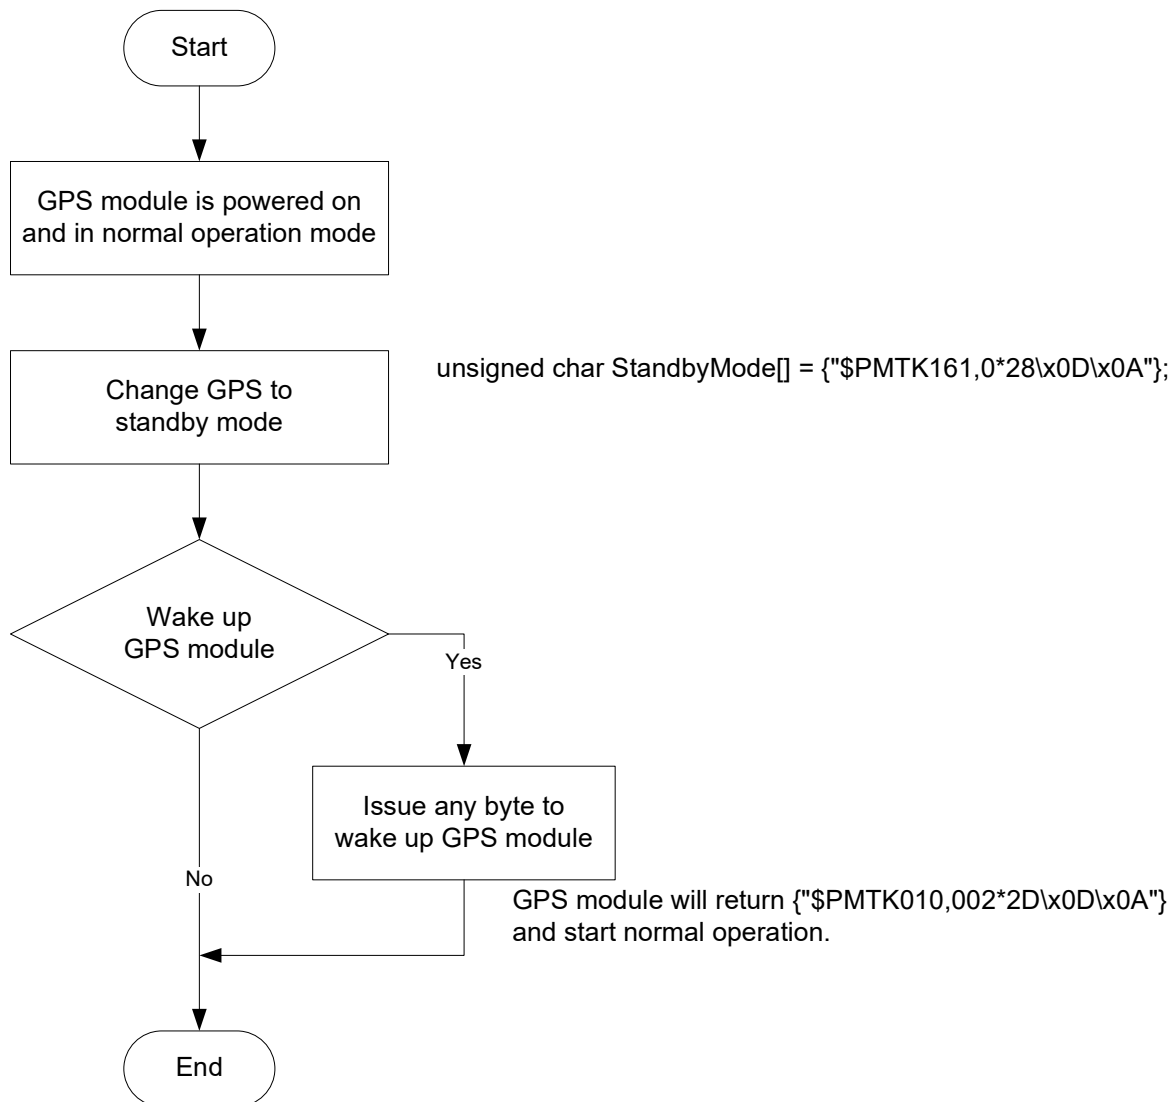 Start
GPS module is powered on
and in normal operation mode
Change GPS to
standby mode
unsigned char StandbyMode[] = {"$PMTK161,0*28\x0D\x0A"};
Wake up
GPS module
Yes
Issue any byte to
wake up GPS module
No
GPS module will return {"$PMTK010,002*2D\x0D\x0A"}
and start normal operation.
End